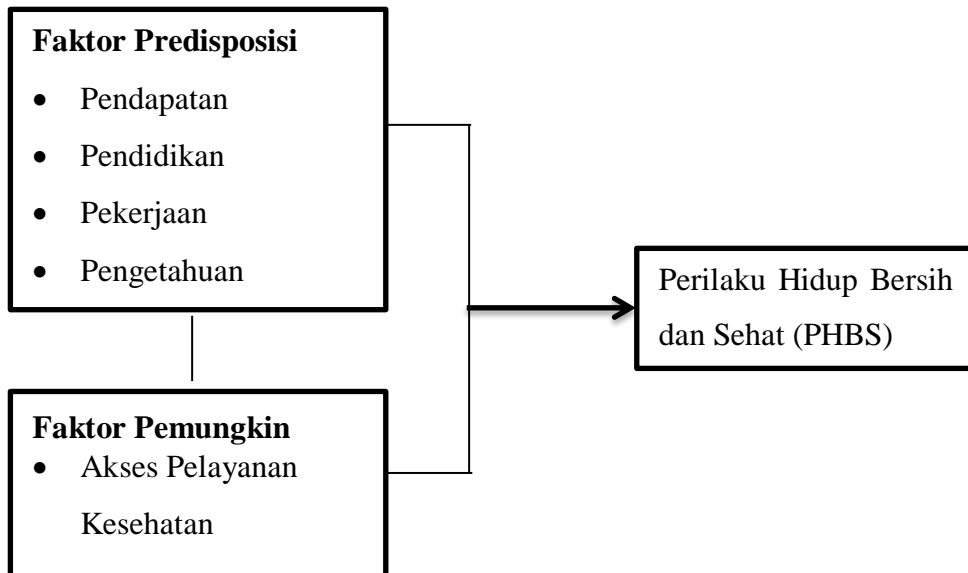 Faktor Predisposisi
• Pendapatan
• Pendidikan
• Pekerjaan
• Pengetahuan
Perilaku Hidup Bersih
dan Sehat (PHBS)
Faktor Pemungkin
• Akses Pelayanan
Kesehatan